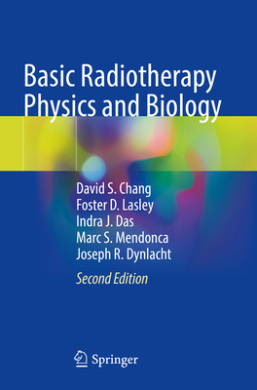 Basic Radiotherapy
Physics and Biology
David S. Chang
Foster D. Lasley
Indra J. Das
Marc S. Mendonca
Joseph R. Dynlacht
Second Edition
Springer